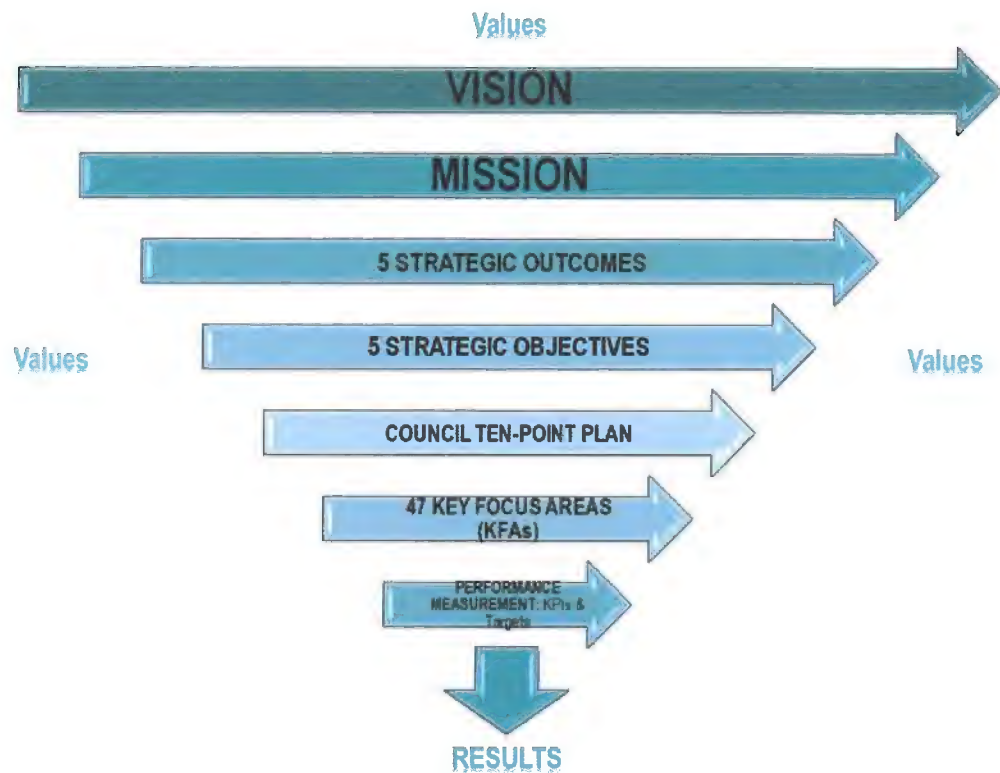 Values
VISION
MISSION
5 STRATEGIC OUTCOMES
5 STRATEGIC OBJECTIVES
Values
Values
COUNCIL TEN-POINT PLAN
47 KEY FOCUS AREAS
(KFAs)
PERFORMANCE
MEASUREMENT: KPIs &
Targets
RESULTS